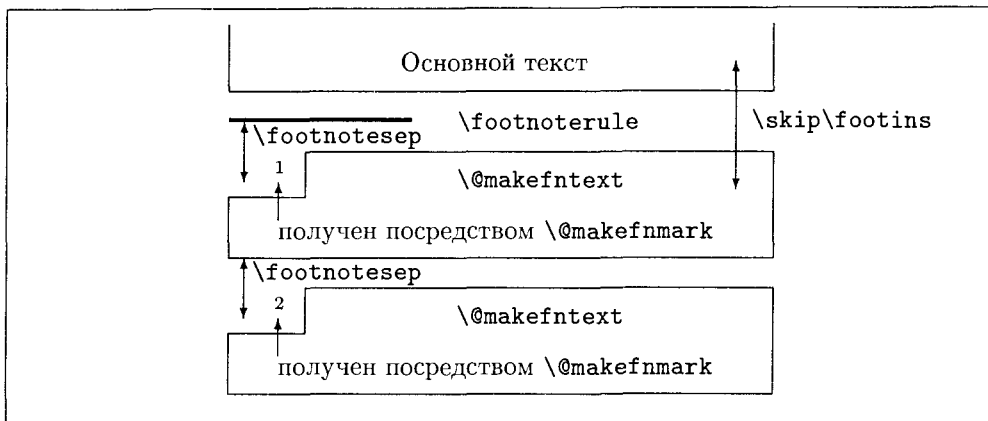 Основной текст
\footnoterule \skip\footins
\footnotesep
1 \@makefntext
получен посредством \@makefnmark
\footnotesep
2 \@makefntext
получен посредством \@makefnmark